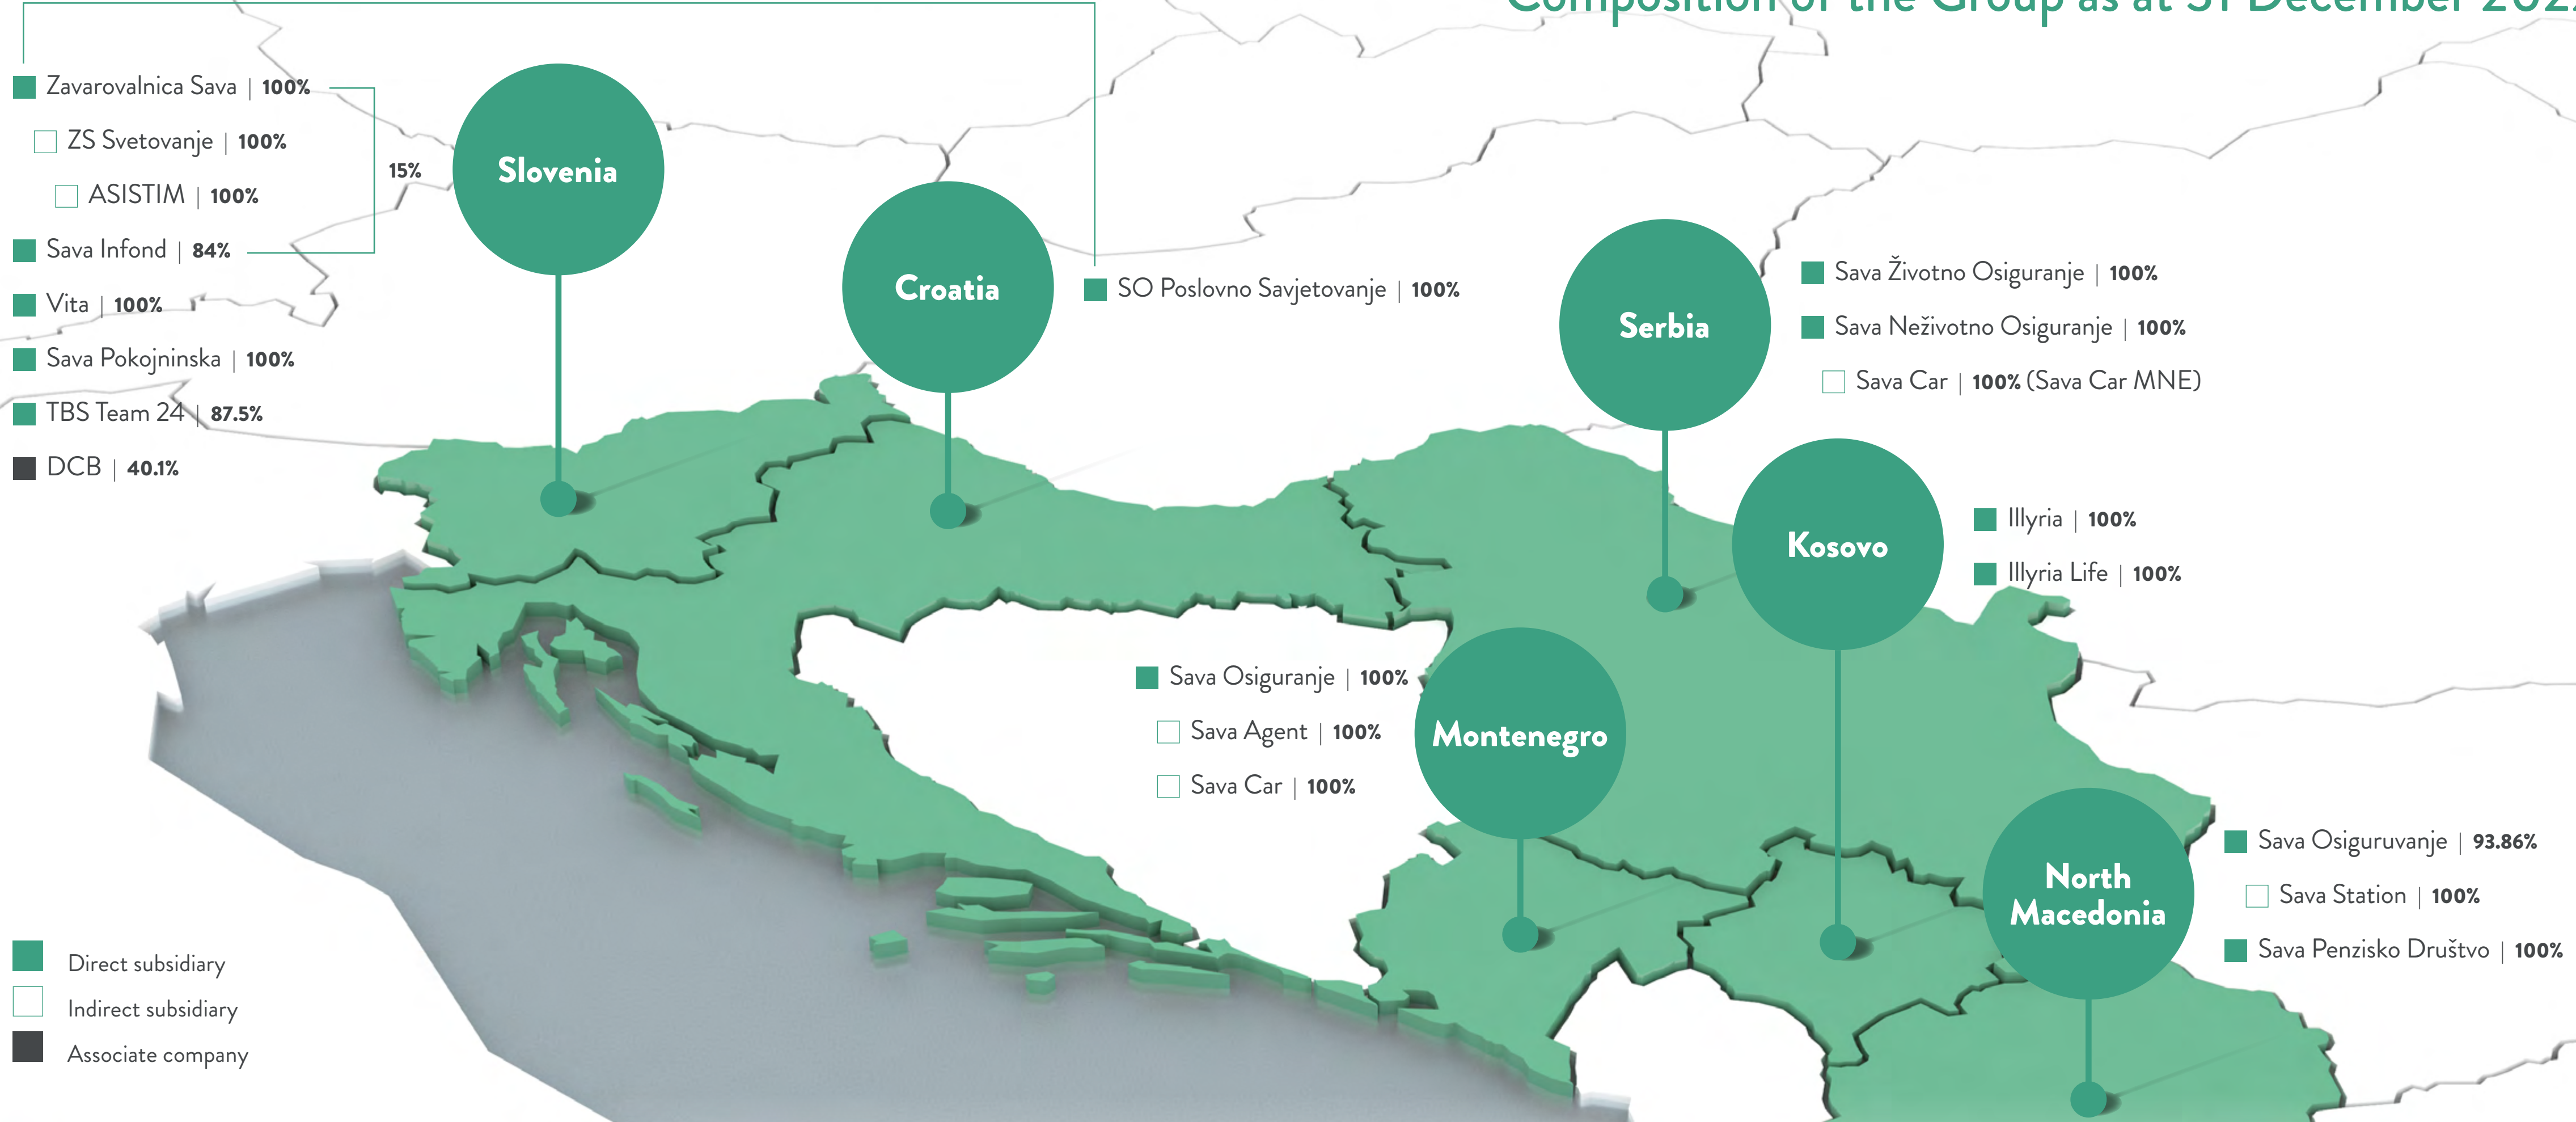 Composition of the Group as at 31 December
Zavarovalnica Sava | 100%
ZS Svetovanje | 100%
15%
ASISTIM | 100%
Sava Infond | 84%
Vita | 100%
Sava Pokojninska | 100%
TBS Team 24 | 87.5%
DCB | 40.1%
Slovenia
Croatia
SO Poslovno Savjetovanje | 100%
Serbia
Sava Životno Osiguranje | 100%
Sava Neživotno Osiguranje | 100%
Sava Car | 100% (Sava Car MNE)
Kosovo
Illyria | 100%
Illyria Life | 100%
Sava Osiguranje | 100%
Sava Agent | 100%
Sava Car | 100%
Montenegro
North
Macedonia
Sava Osiguruvanje | 93.86%
Sava Station | 100%
Sava Penzisko Društvo | 100%
Direct subsidiary
Indirect subsidiary
Associate company